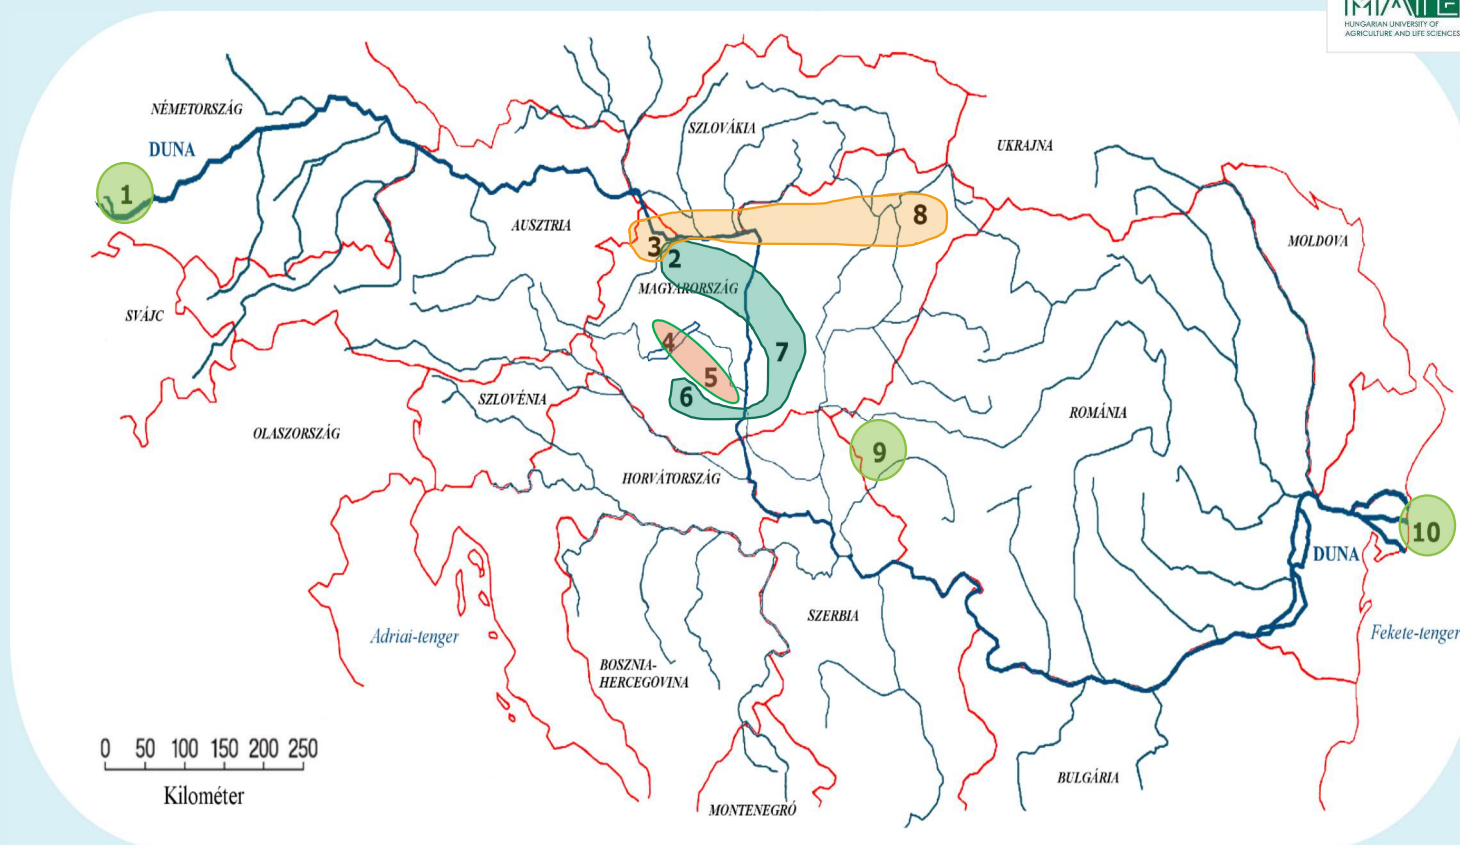 MATE
HUNGARIAN UNIVERSITY OF
AGRICULTURE AND LIFE SCIENCES
NÉMETORSZÁG
DUNA
SZLOVÁKIA
UKRAJNA
1
AUSZTRIA
8
MOLDOVA
3
2
MAGYARORSZÁG
SVÁJC
4
7
5
6
SZLOVÉNIA
ROMÁNIA
OLASZORSZÁG
9
HORVÁTORSZÁG
10
DUNA
SZERBIA
Adriai-tenger
Fekete-tenger
BOSZNIA-
HERCEGOVINA
0 50 100 150 200 250
Kilométer
BULGÁRIA
MONTENEGRÓ